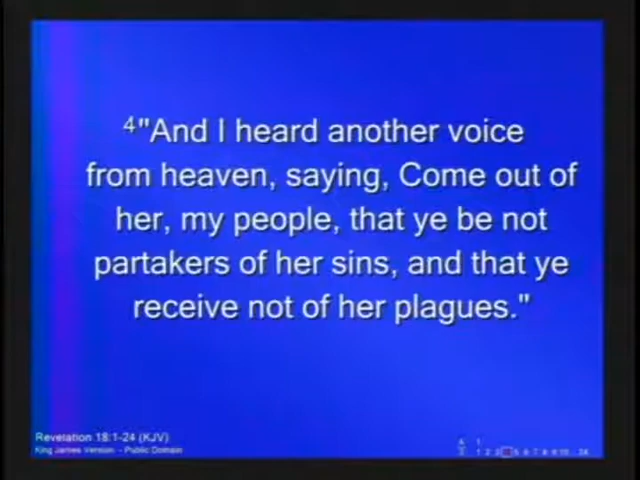 4"And I heard another voice
from heaven, saying, Come out of
her, my people, that ye be not
partakers of her sins, and that ye
receive not of her plagues."
Revelation 18:1-24 (KJV)
King James Version - Public Domain